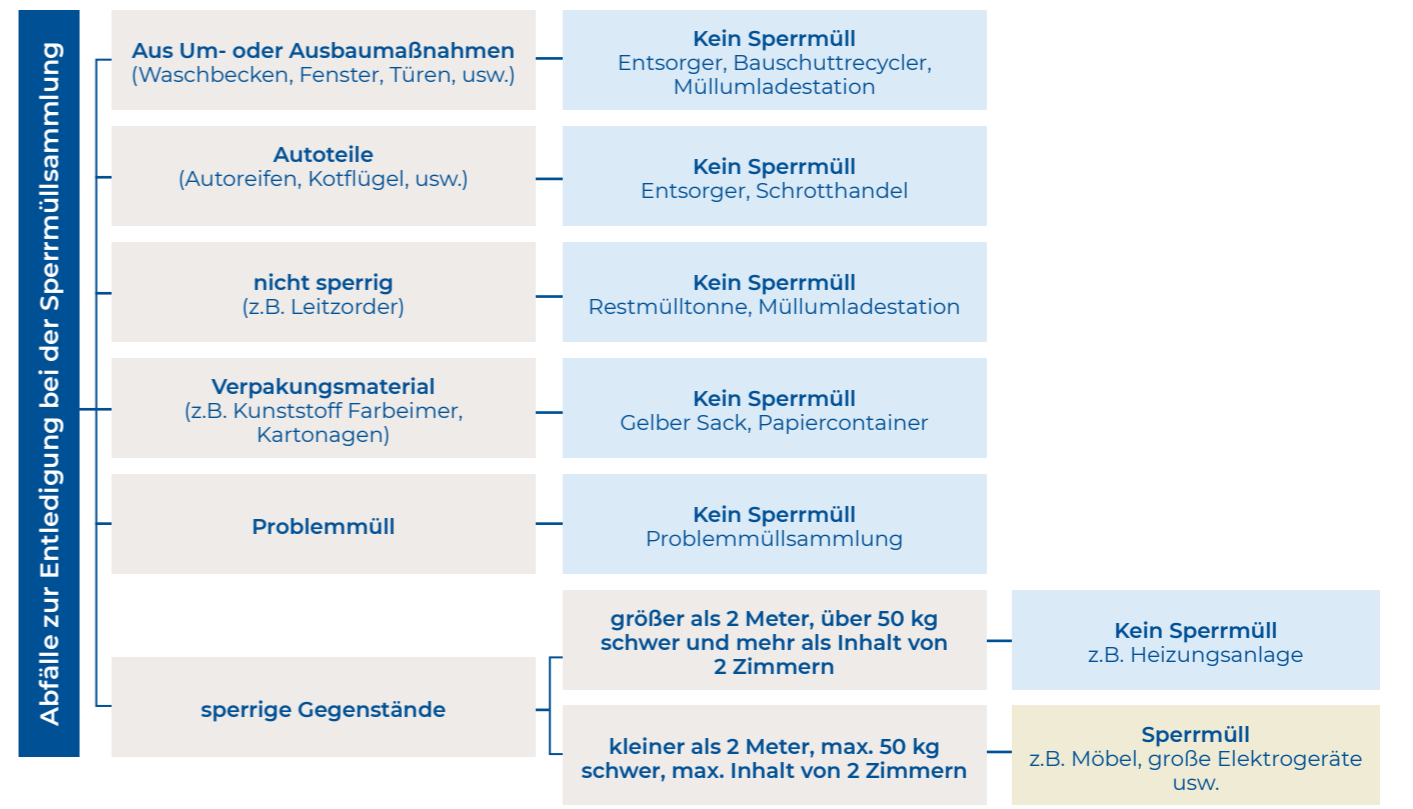 Abfälle zur Entledigung bei der Sperrmüllsammlung
Aus Um- oder Ausbaumaßnahmen
(Waschbecken, Fenster, Türen, usw.)
Kein Sperrmüll
Entsorger, Bauschuttrecycler,
Müllumladestation
Autoteile
(Autoreifen, Kotflügel, usw.)
Kein Sperrmüll
Entsorger, Schrotthandel
nicht sperrig
(z.B. Leitzorder)
Kein Sperrmüll
Restmülltonne, Müllumladestation
Verpakungsmaterial
(z.B. Kunststoff Farbeimer,
Kartonagen)
Kein Sperrmüll
Gelber Sack, Papiercontainer
Problemmüll
Kein Sperrmüll
Problemmüllsammlung
sperrige Gegenstände
größer als 2 Meter, über 50 kg
schwer und mehr als Inhalt von
2 Zimmern
Kein Sperrmüll
z.B. Heizungsanlage
kleiner als 2 Meter, max. 50 kg
schwer, max. Inhalt von 2 Zimmern
Sperrmüll
z.B. Möbel, große Elektrogeräte
usw.